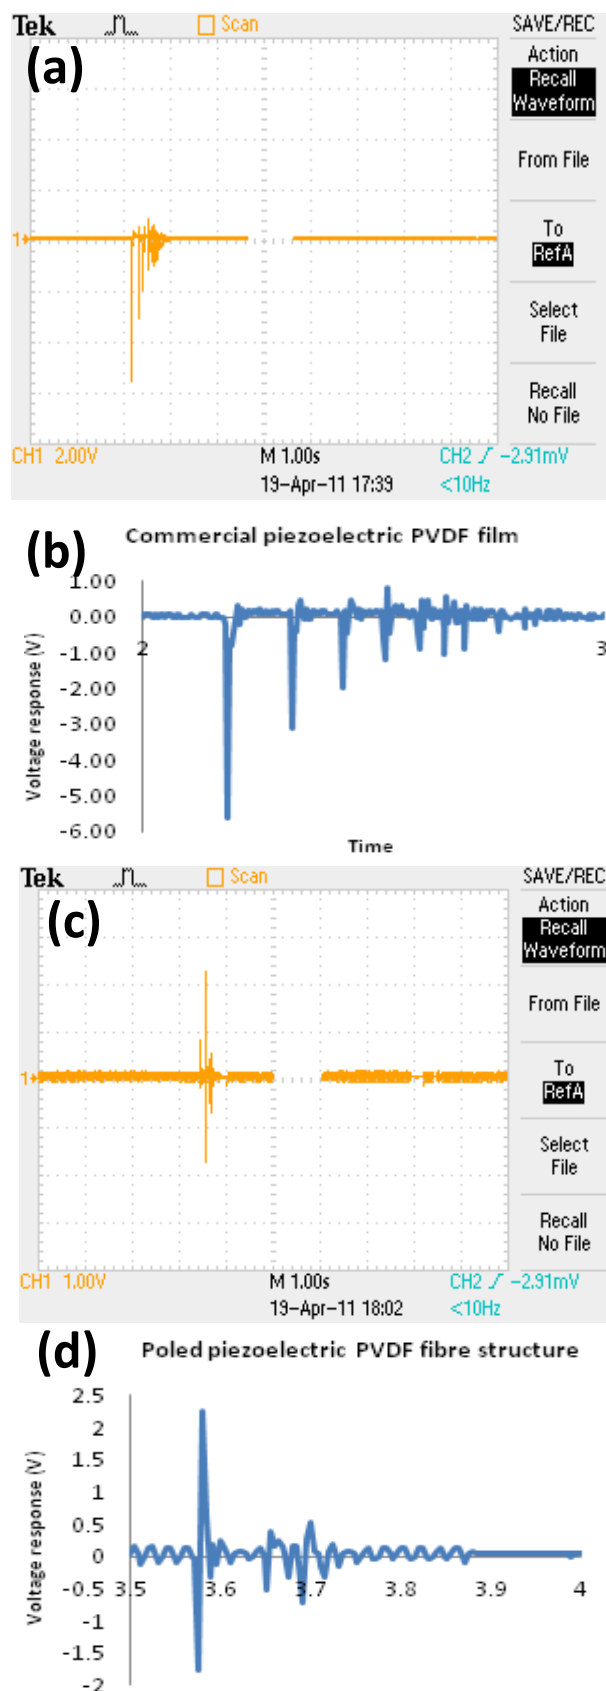 Tek
Scan
SAVE/REC
(a)
Action
Recall
Waveform
From File
To
RefA
Select
File
Recall
No File
1
CH1 2.00V
M 1.00s
CH2 -2.91mV
19-Apr-11 17:39
<10Hz
(b)
Commercial piezoelectric PVDF film
Voltage response (V)
1.00
0.00
-1.00
-2.00
-3.00
-4.00
-5.00
-6.00
2
3
Time
Tek
Scan
SAVE/REC
(c)
Action
Recall
Waveform
From File
To
RefA
Select
File
Recall
No File
1
CH1 1.00V
M 1.00s
CH2 -2.91mV
19-Apr-11 18:02
<10Hz
(d)
Poled piezoelectric PVDF fibre structure
Voltage response (V)
2.5
2
1.5
1
0.5
0
-0.5
-1
-1.5
-2
3.5
3.6
3.7
3.8
3.9
4